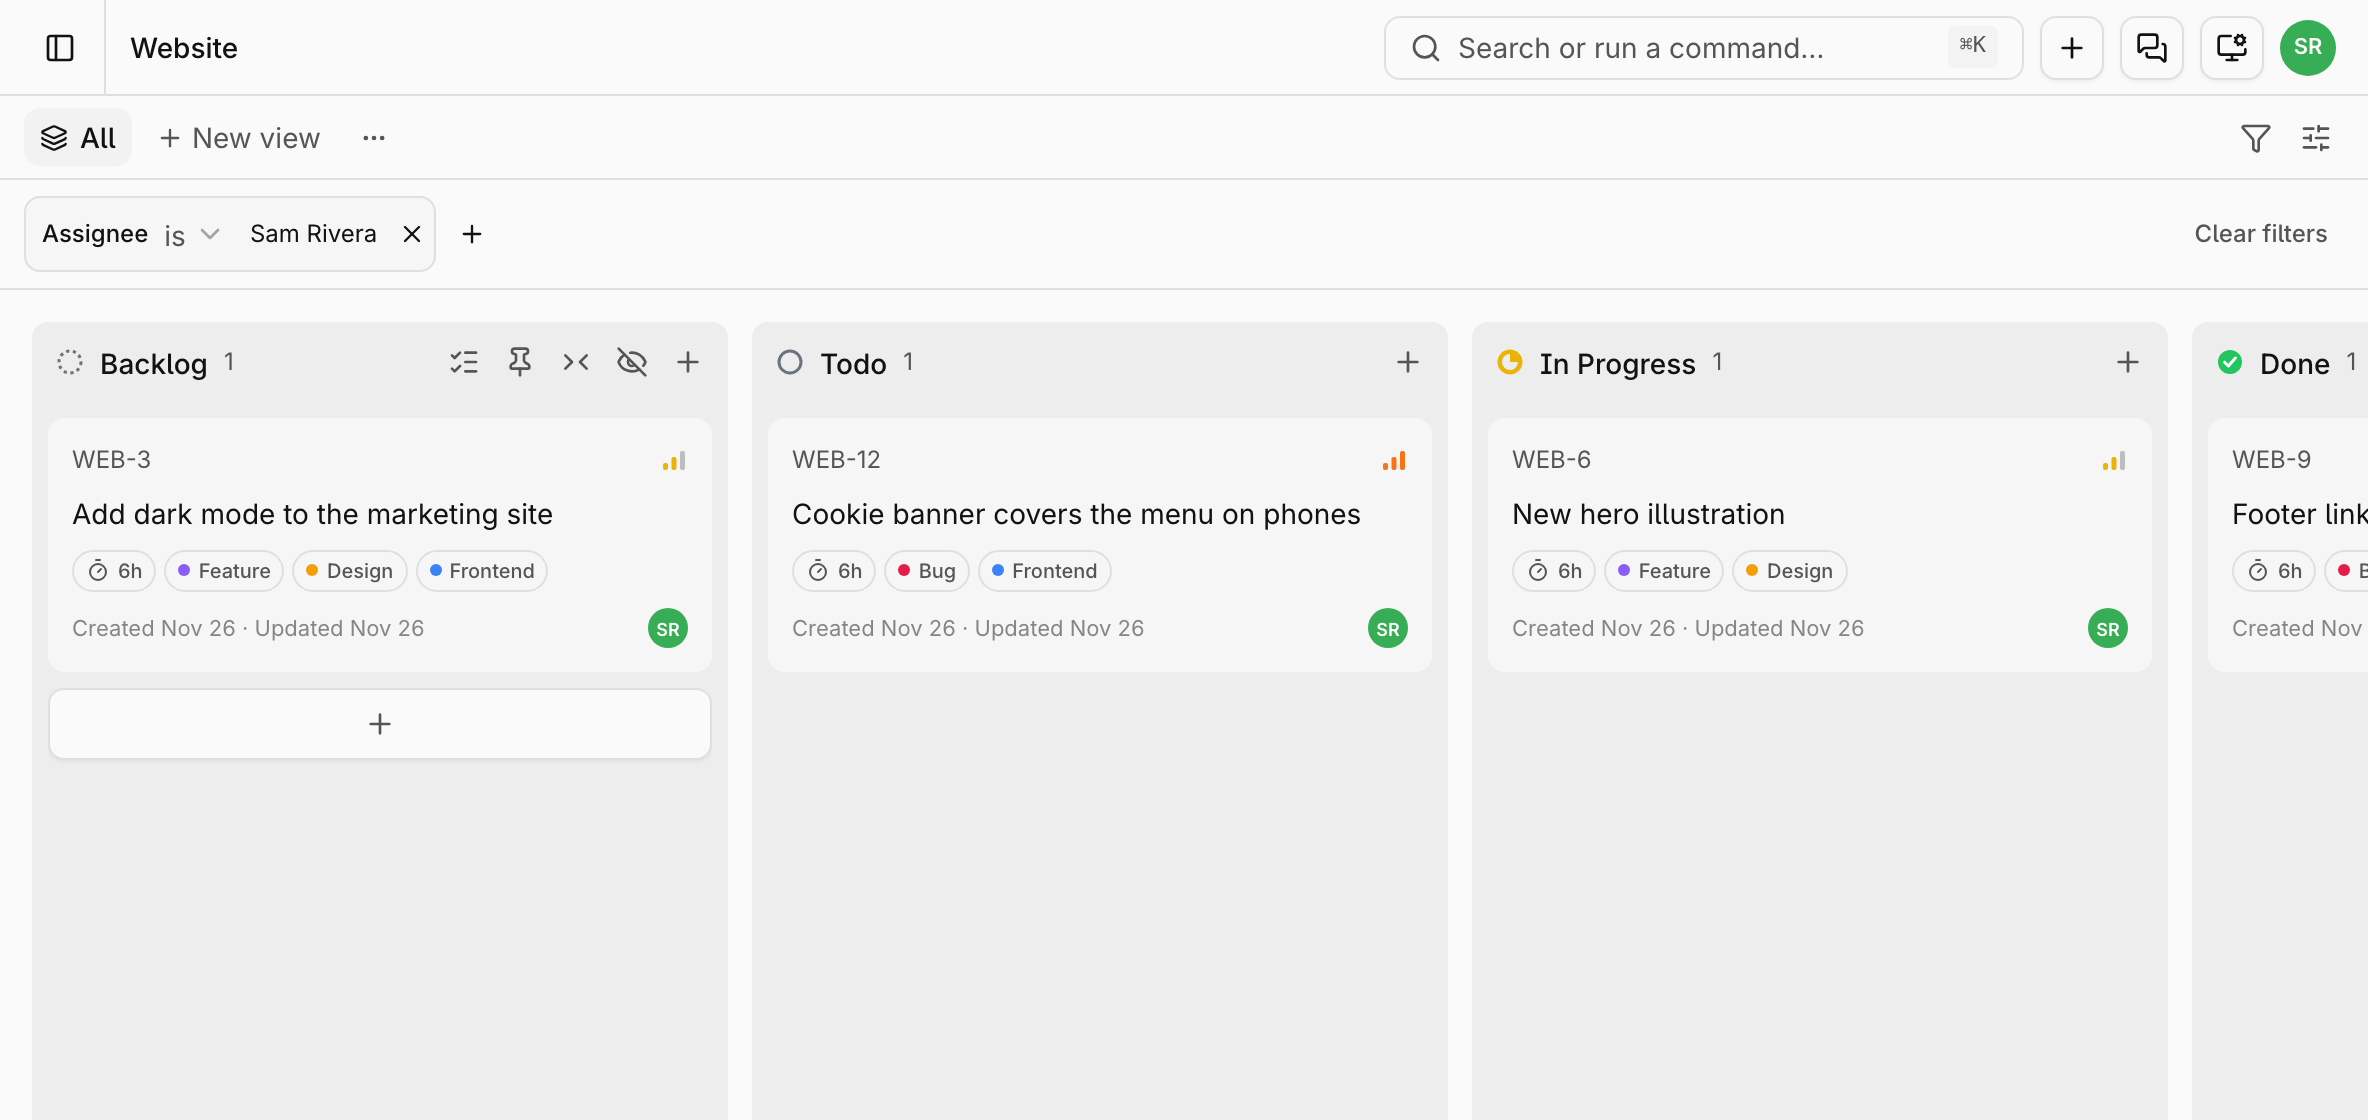 Website
Search or run a command...
⌘K
SR
All
New view
Assignee is Sam Rivera
Clear filters
Backlog 1
WEB-3
Add dark mode to the marketing site
6h Feature Design Frontend
Created Nov 26 · Updated Nov 26
SR
Todo 1
WEB-12
Cookie banner covers the menu on phones
6h Bug Frontend
Created Nov 26 · Updated Nov 26
SR
In Progress 1
WEB-6
New hero illustration
6h Feature Design
Created Nov 26 · Updated Nov 26
SR
Done 1
WEB-9
Footer link
6h
Created Nov